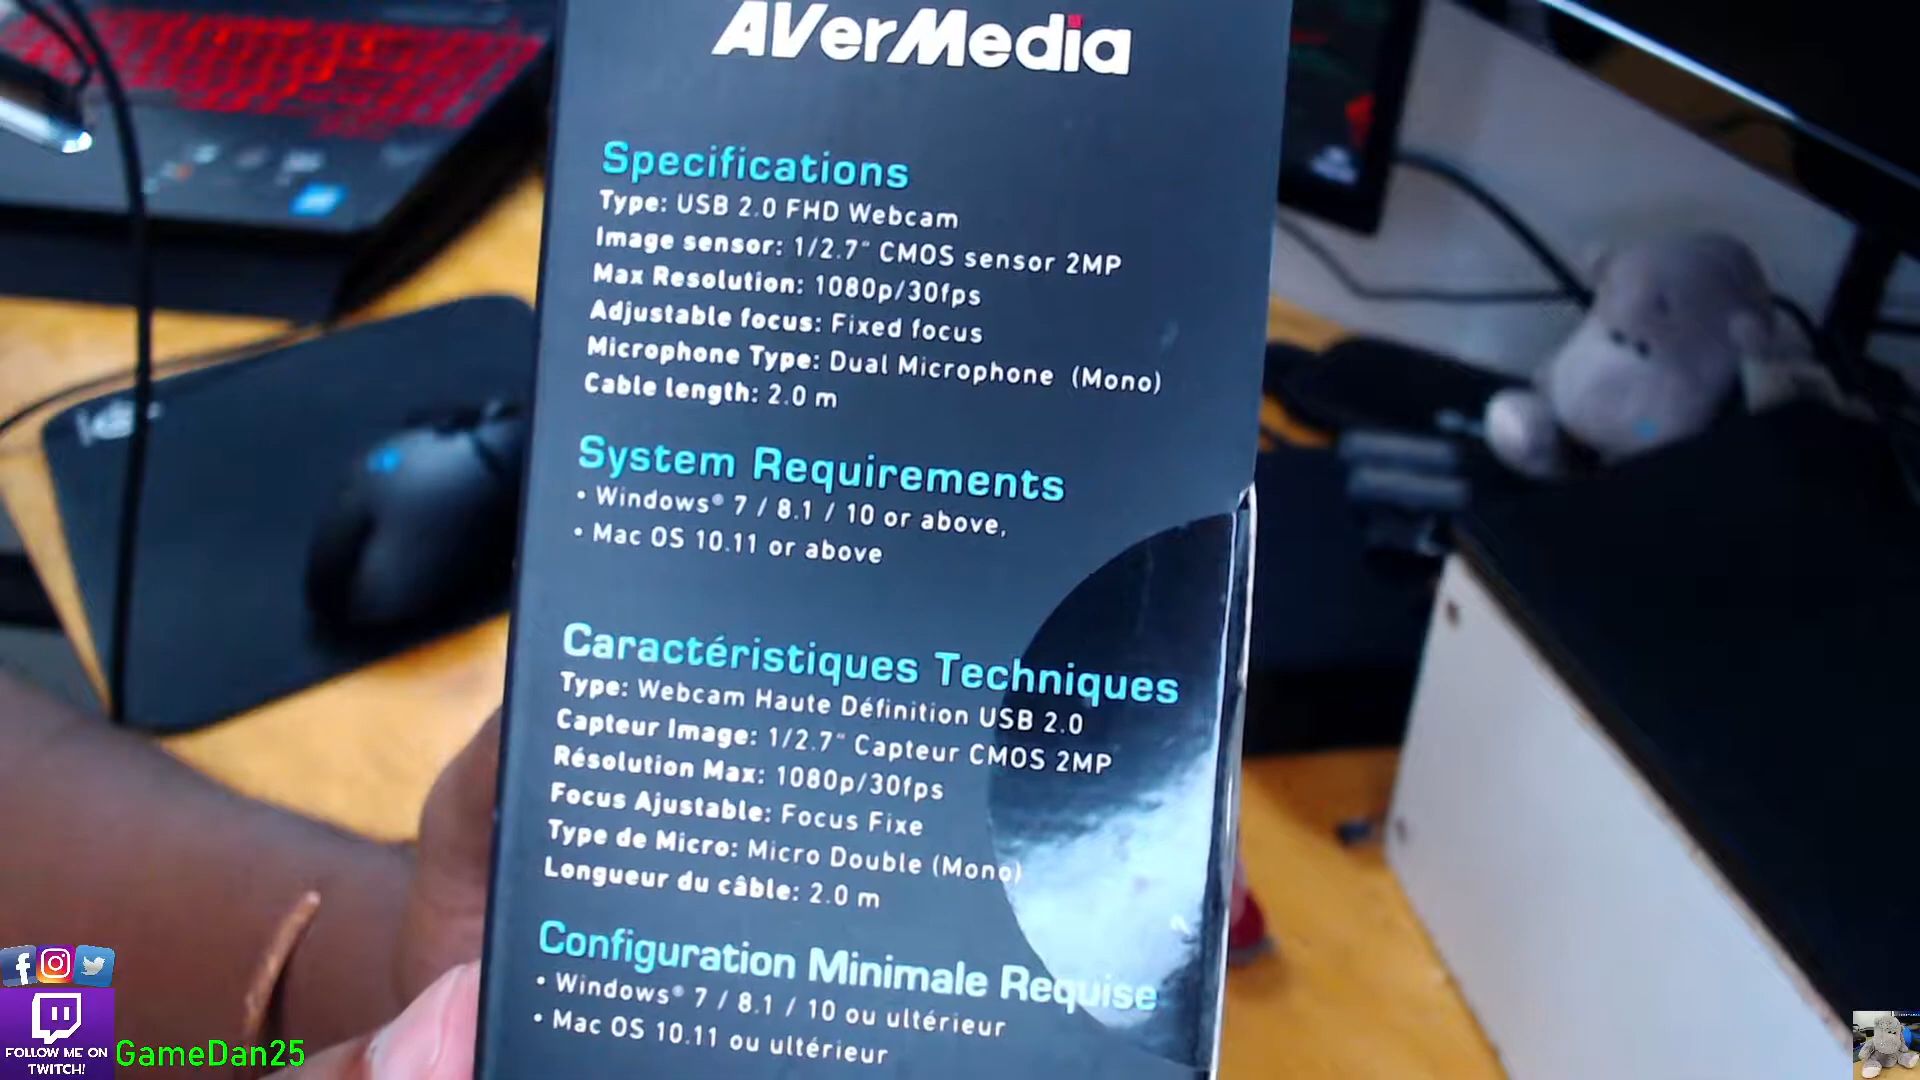 AVerMedia
Specifications
Type: USB 2.0 FHD Webcam
Image sensor: 1/2.7" CMOS sensor 2MP
Max Resolution: 1080p/30fps
Adjustable focus: Fixed focus
Microphone Type: Dual Microphone (Mono)
Cable length: 2.0 m
System Requirements
• Windows® 7 / 8.1 / 10 or above,
• Mac OS 10.11 or above
Caractéristiques Techniques
Type: Webcam Haute Définition USB 2.0
Capteur Image: 1/2.7" Capteur CMOS 2MP
Résolution Max: 1080p/30fps
Focus Ajustable: Focus Fixe
Type de Micro: Micro Double (Mono)
Longueur du câble: 2.0 m
Configuration Minimale Requise
• Windows® 7 / 8.1 / 10 ou ultérieur
• Mac OS 10.11 ou ultérieur
FOLLOW ME ON
TWITCH!
GameDan25